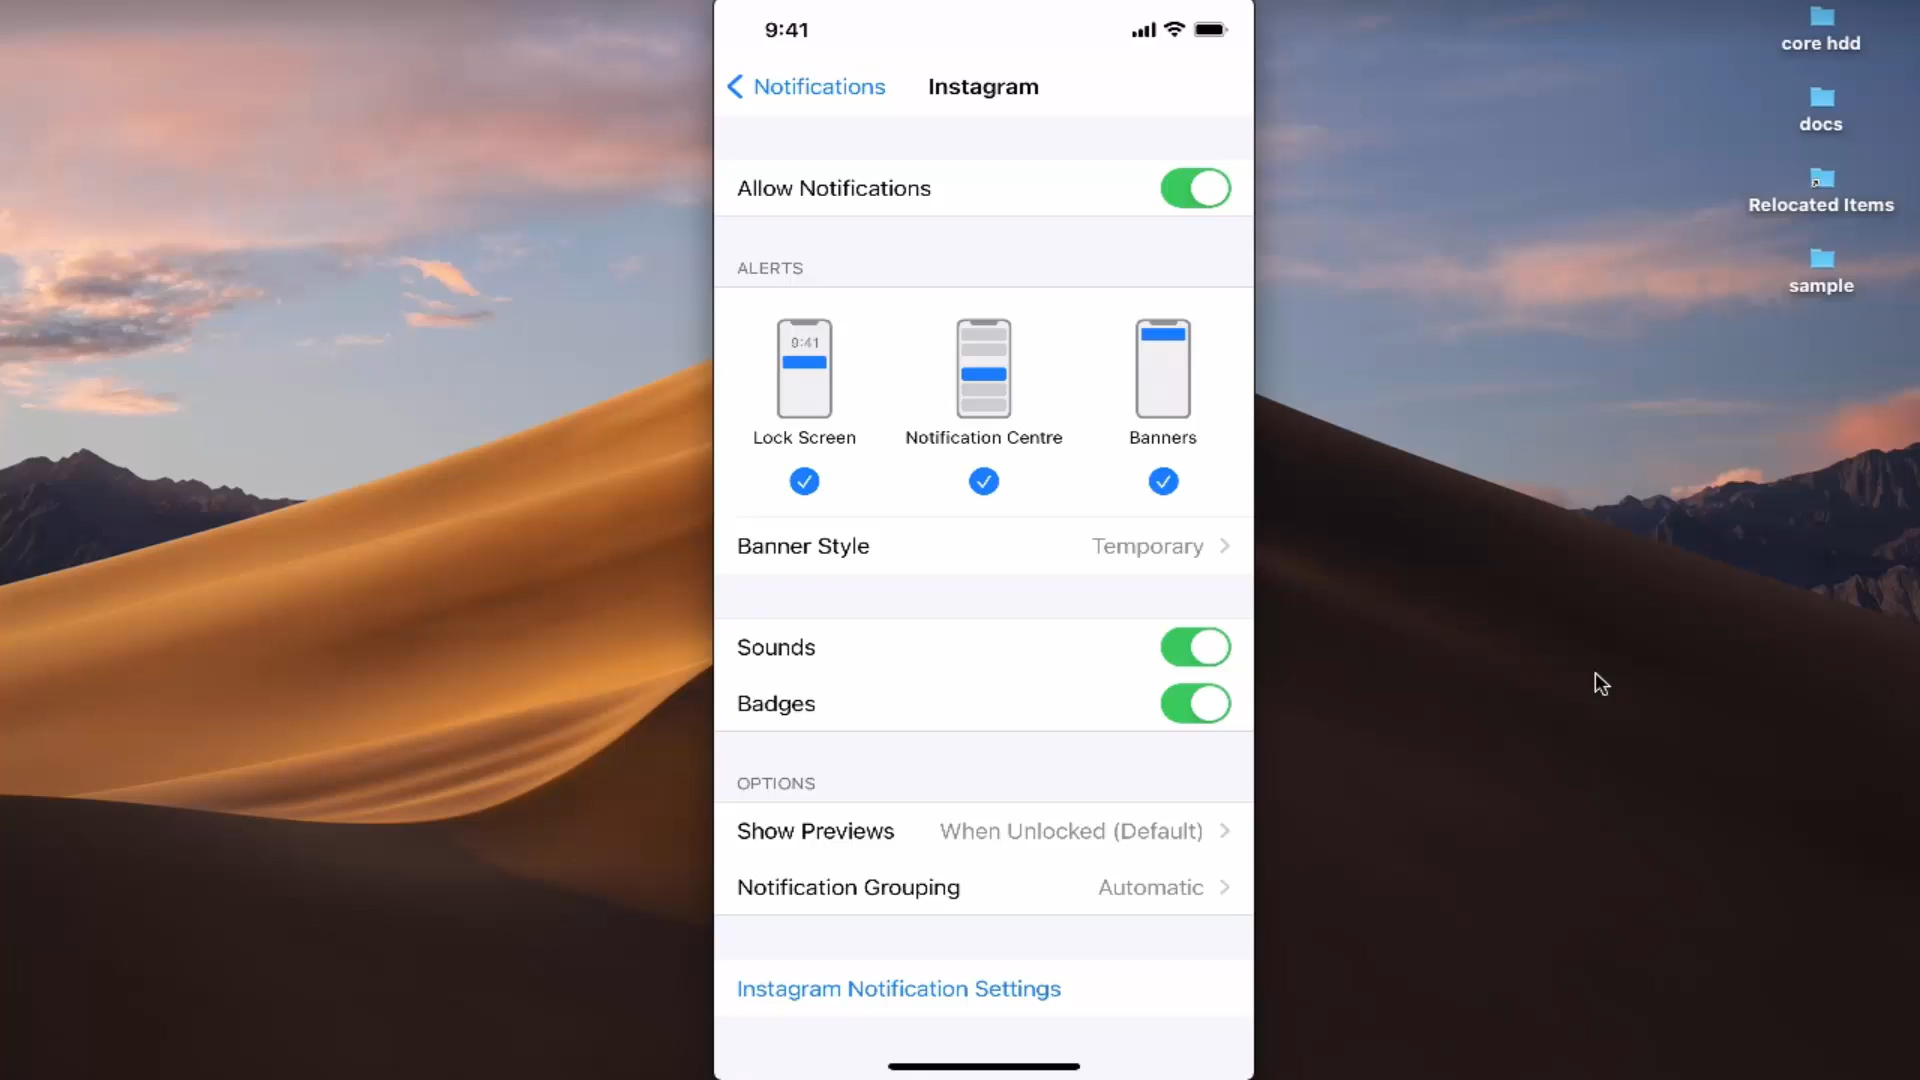 9:41
core hdd
Notifications
Instagram
docs
Allow Notifications
Relocated Items
ALERTS
sample
9:41
Lock Screen
Notification Centre
Banners
Banner Style
Temporary
Sounds
Badges
OPTIONS
Show Previews
When Unlocked (Default)
Notification Grouping
Automatic
Instagram Notification Settings